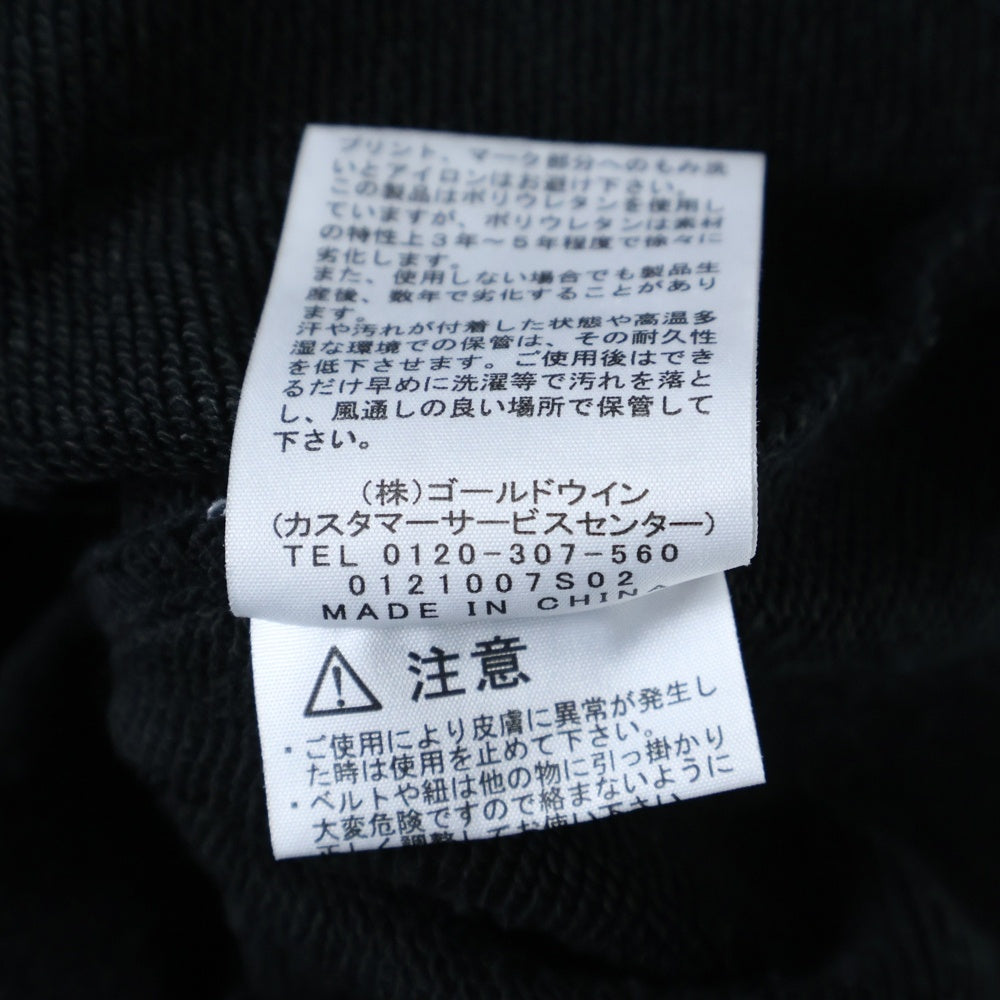 プリント、マーク部分へのもみ洗
いとアイロンはお避け下さい。
この製品はポリウレタンを使用し
ていますが、ポリウレタンは素材
の特性上3年～5年程度で徐々に
劣化します。
また、使用しない場合でも製品生
産後、数年で劣化することがあり
ます。
汗や汚れが付着した状態や高温多
湿な環境での保管は、その耐久性
を低下させます。ご使用後はでき
るだけ早めに洗濯等で汚れを落と
し、風通しの良い場所で保管して
下さい。
(株)ゴールドウイン
(カスタマーサービスセンター)
TEL 0120-307-560
0121007S02
MADE IN CHINA
注意
・ご使用により皮膚に異常が発生し
た時は使用を止めて下さい。
・ベルトや紐は他の物に引っ掛かり
大変危険ですので絡まないように
正しく調整してお使い下さい